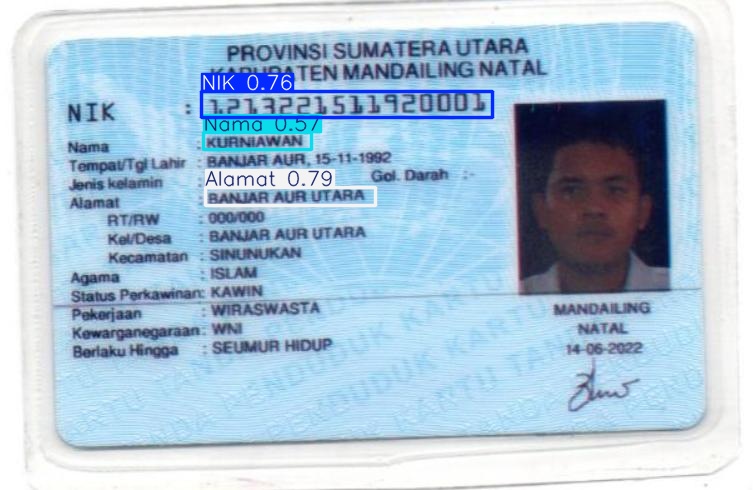 PROVINSI SUMATERA UTARA
KABUPATEN MANDAILING NATAL
NIK 0.76
NIK : 1213221511920001
Nama 0.57
Nama : KURNIAWAN
Tempat/Tgl Lahir : BANJAR AUR, 15-11-1992
Jenis kelamin Gol. Darah :-
Alamat 0.79
Alamat : BANJAR AUR UTARA
RT/RW : 000/000
Kel/Desa : BANJAR AUR UTARA
Kecamatan : SINUNUKAN
Agama : ISLAM
Status Perkawinan: KAWIN
Pekerjaan : WIRASWASTA
Kewarganegaraan: WNI
Berlaku Hingga : SEUMUR HIDUP
MANDAILING
NATAL
14-06-2022